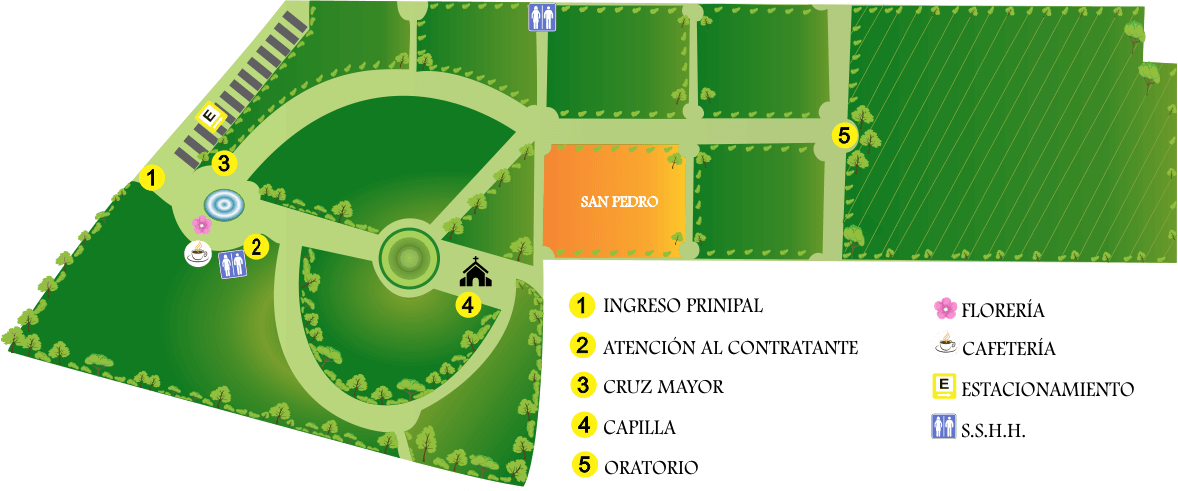 E
3
1
2
4
5
SAN PEDRO
1 INGRESO PRINIPAL
2 ATENCIÓN AL CONTRATANTE
3 CRUZ MAYOR
4 CAPILLA
5 ORATORIO
FLORERÍA
CAFETERÍA
E ESTACIONAMIENTO
S.S.H.H.